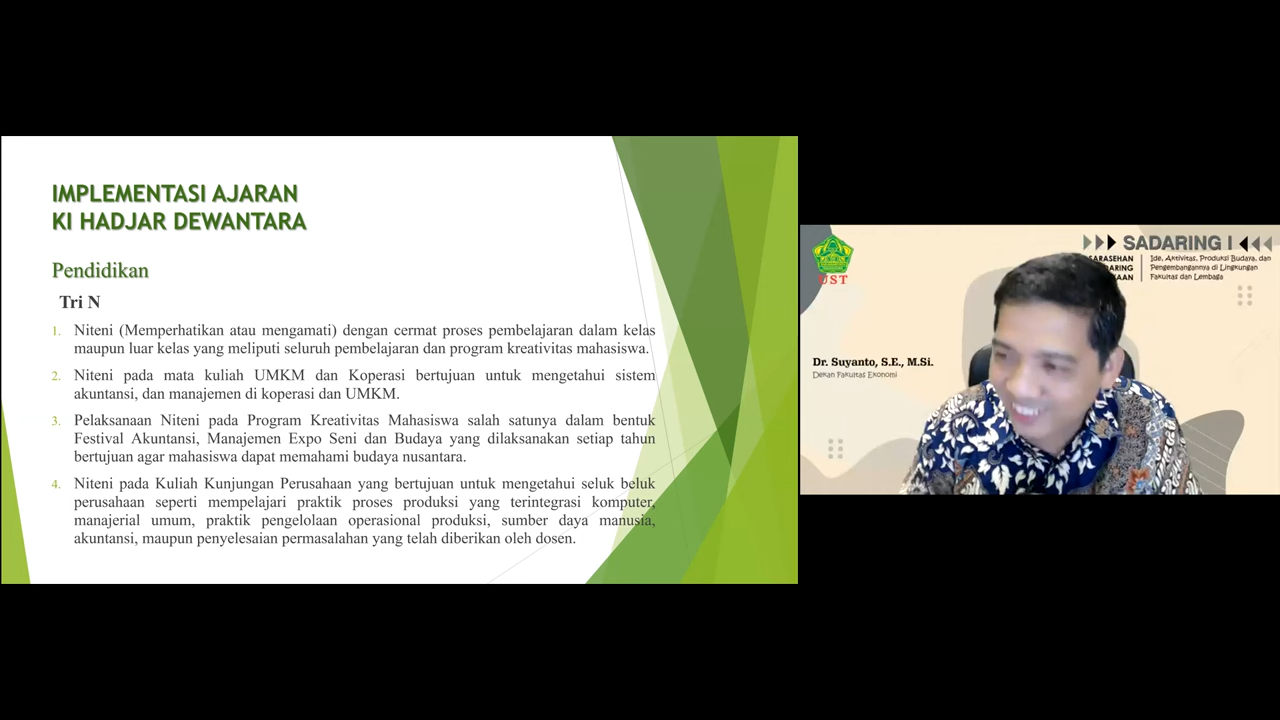 IMPLEMENTASI AJARAN
KI HADJAR DEWANTARA
Pendidikan
Tri N
1. Niteni (Memperhatikan atau mengamati) dengan cermat proses pembelajaran dalam kelas
maupun luar kelas yang meliputi seluruh pembelajaran dan program kreativitas mahasiswa.
2. Niteni pada mata kuliah UMKM dan Koperasi bertujuan untuk mengetahui sistem
akuntansi, dan manajemen di koperasi dan UMKM.
3. Pelaksanaan Niteni pada Program Kreativitas Mahasiswa salah satunya dalam bentuk
Festival Akuntansi, Manajemen Expo Seni dan Budaya yang dilaksanakan setiap tahun
bertujuan agar mahasiswa dapat memahami budaya nusantara.
4. Niteni pada Kuliah Kunjungan Perusahaan yang bertujuan untuk mengetahui seluk beluk
perusahaan seperti mempelajari praktik proses produksi yang terintegrasi komputer,
manajerial umum, praktik pengelolaan operasional produksi, sumber daya manusia,
akuntansi, maupun penyelesaian permasalahan yang telah diberikan oleh dosen.
UST
SADARING I
SARASEHAN
DARING
Ide, Aktivitas, Produksi Budaya, dan
Pengembangannya di Lingkungan
Fakultas dan Lembaga
Dr. Suyanto, S.E., M.Si.
Dekan Fakultas Ekonomi